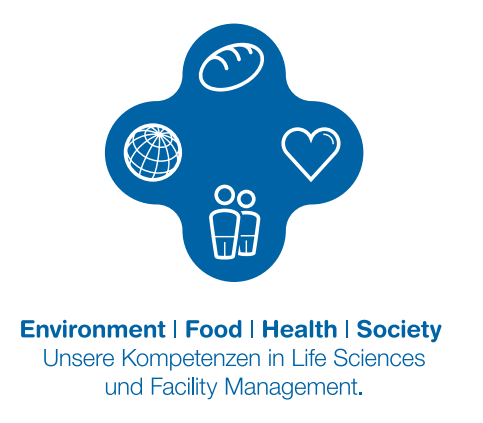 Environment | Food | Health | Society
Unsere Kompetenzen in Life Sciences
und Facility Management.